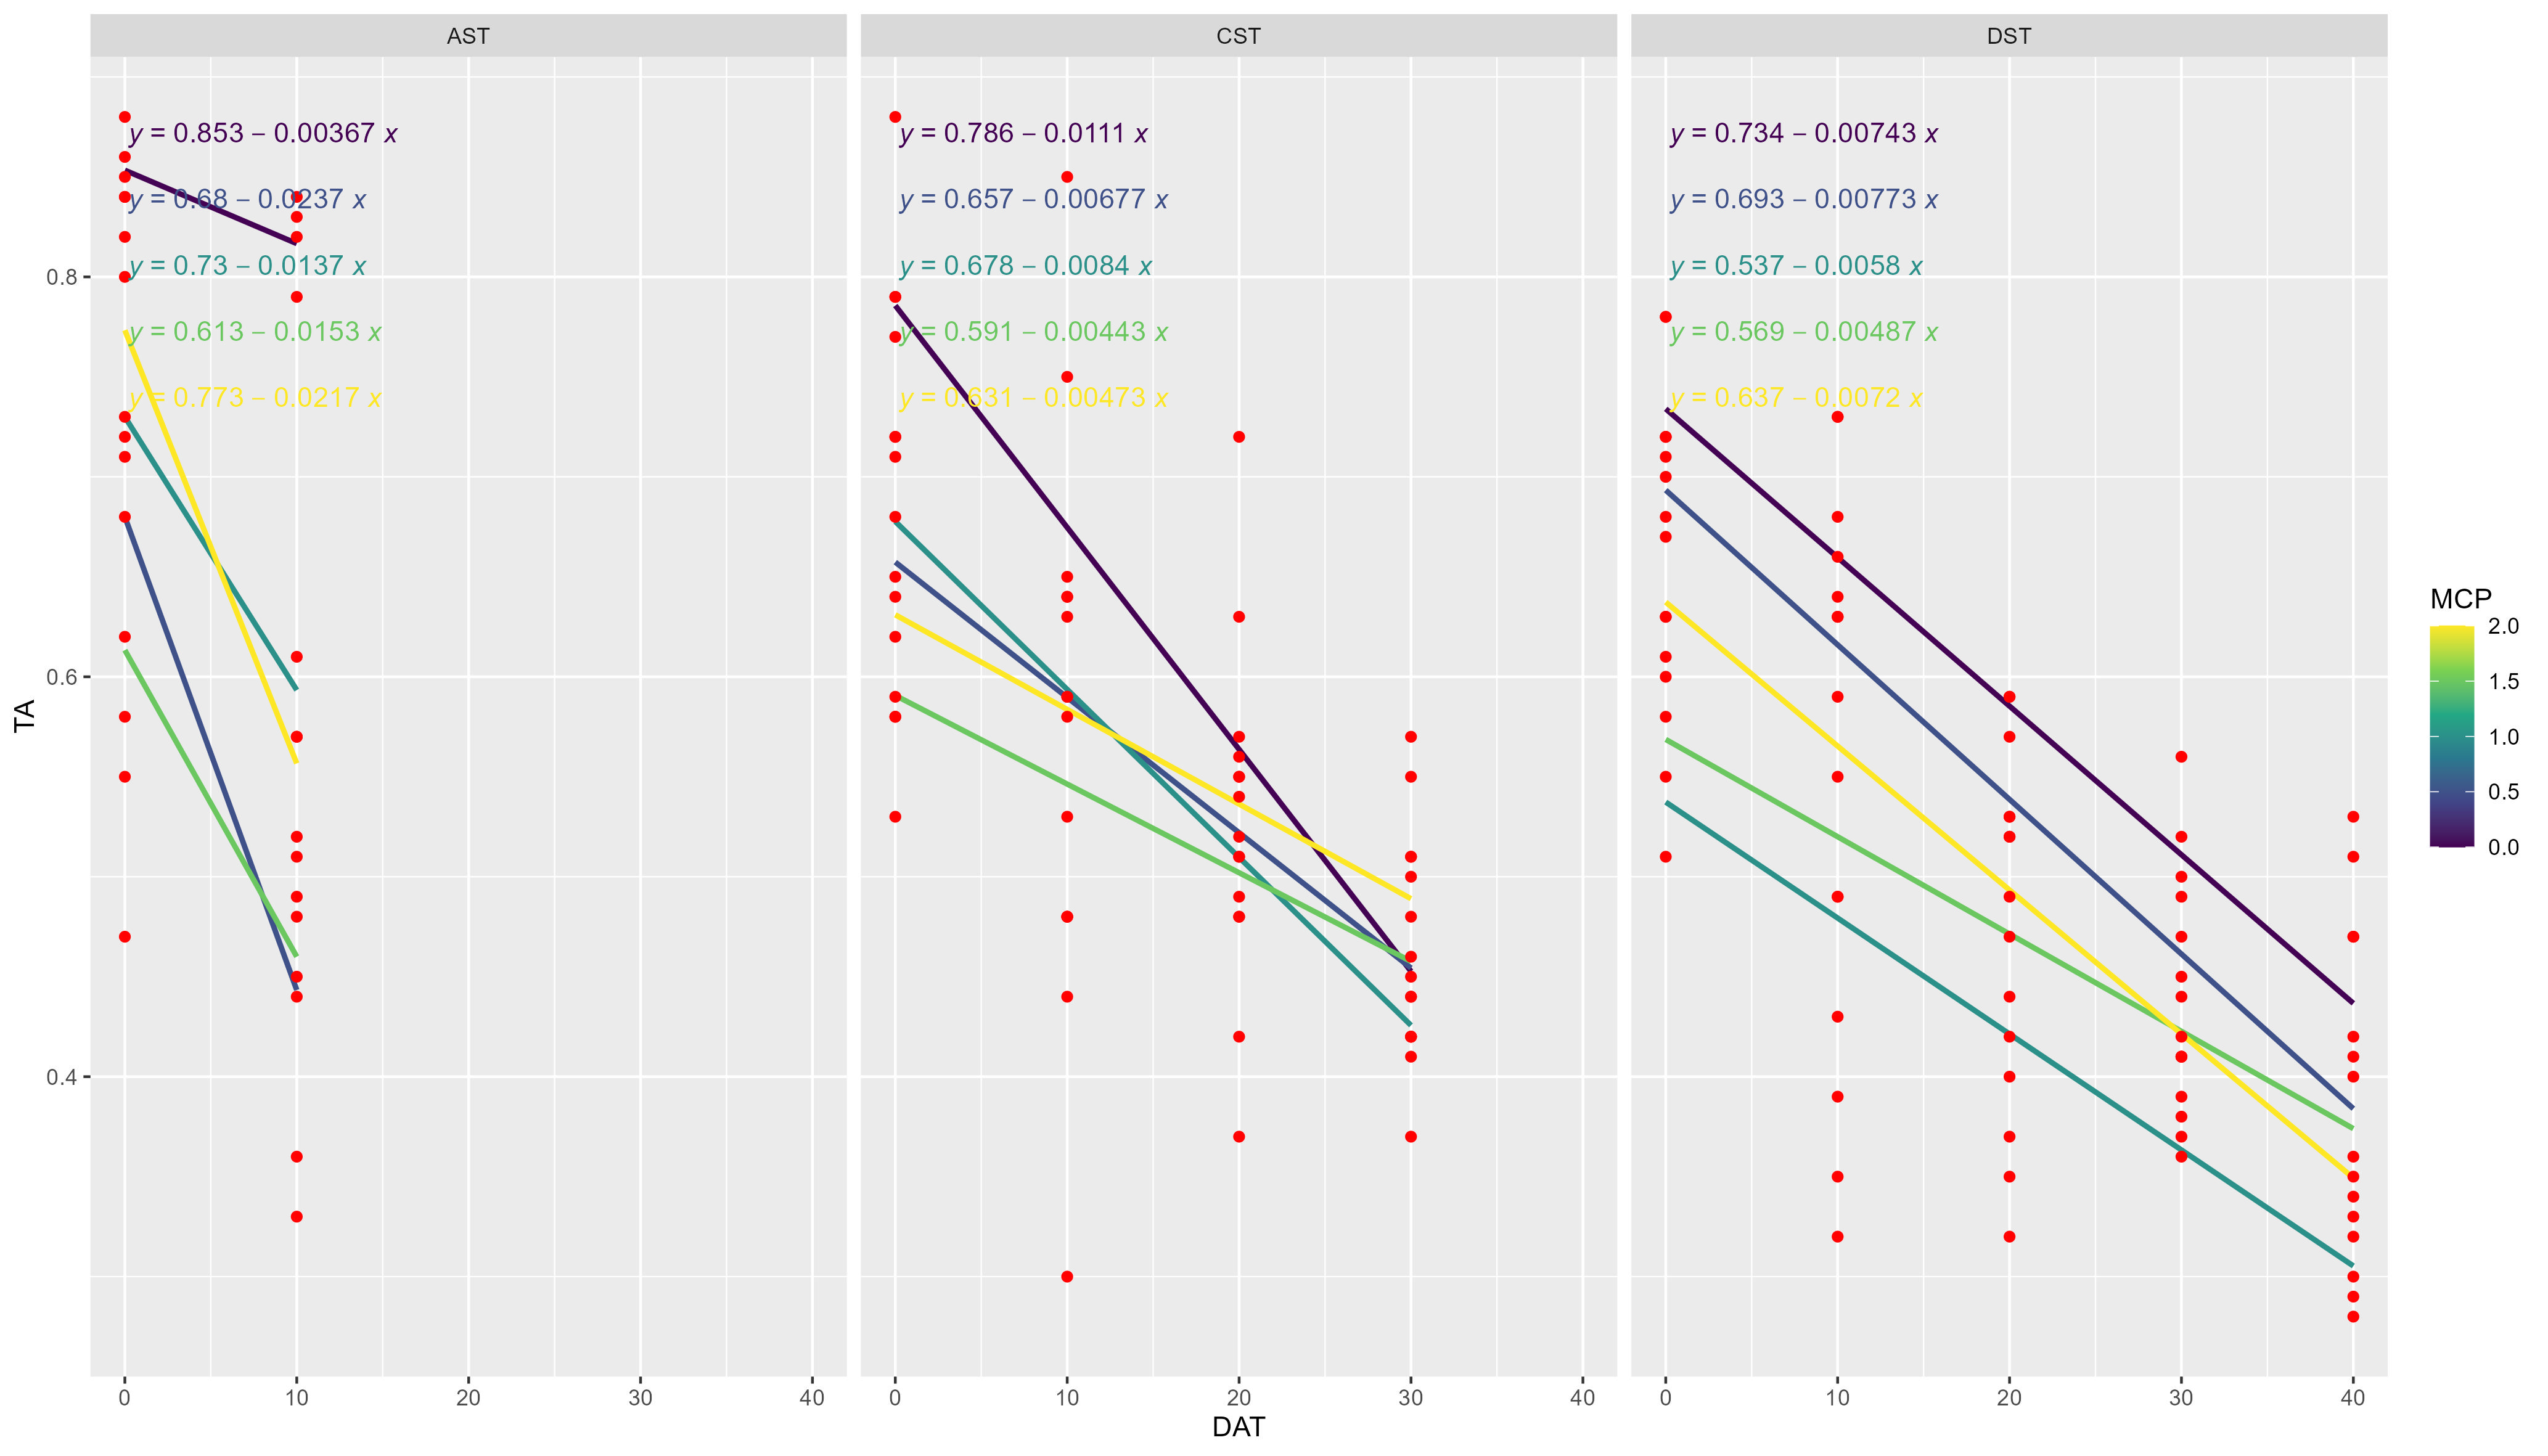 AST
CST
DST
y = 0.853 − 0.00367 x
y = 0.68 − 0.0237 x
y = 0.73 − 0.0137 x
y = 0.613 − 0.0153 x
y = 0.773 − 0.0217 x
y = 0.786 − 0.0111 x
y = 0.657 − 0.00677 x
y = 0.678 − 0.0084 x
y = 0.591 − 0.00443 x
y = 0.631 − 0.00473 x
y = 0.734 − 0.00743 x
y = 0.693 − 0.00773 x
y = 0.537 − 0.0058 x
y = 0.569 − 0.00487 x
y = 0.637 − 0.0072 x
TA
0.8
0.6
0.4
0 10 20 30 40
0 10 20 30 40
0 10 20 30 40
DAT
MCP
2.0
1.5
1.0
0.5
0.0